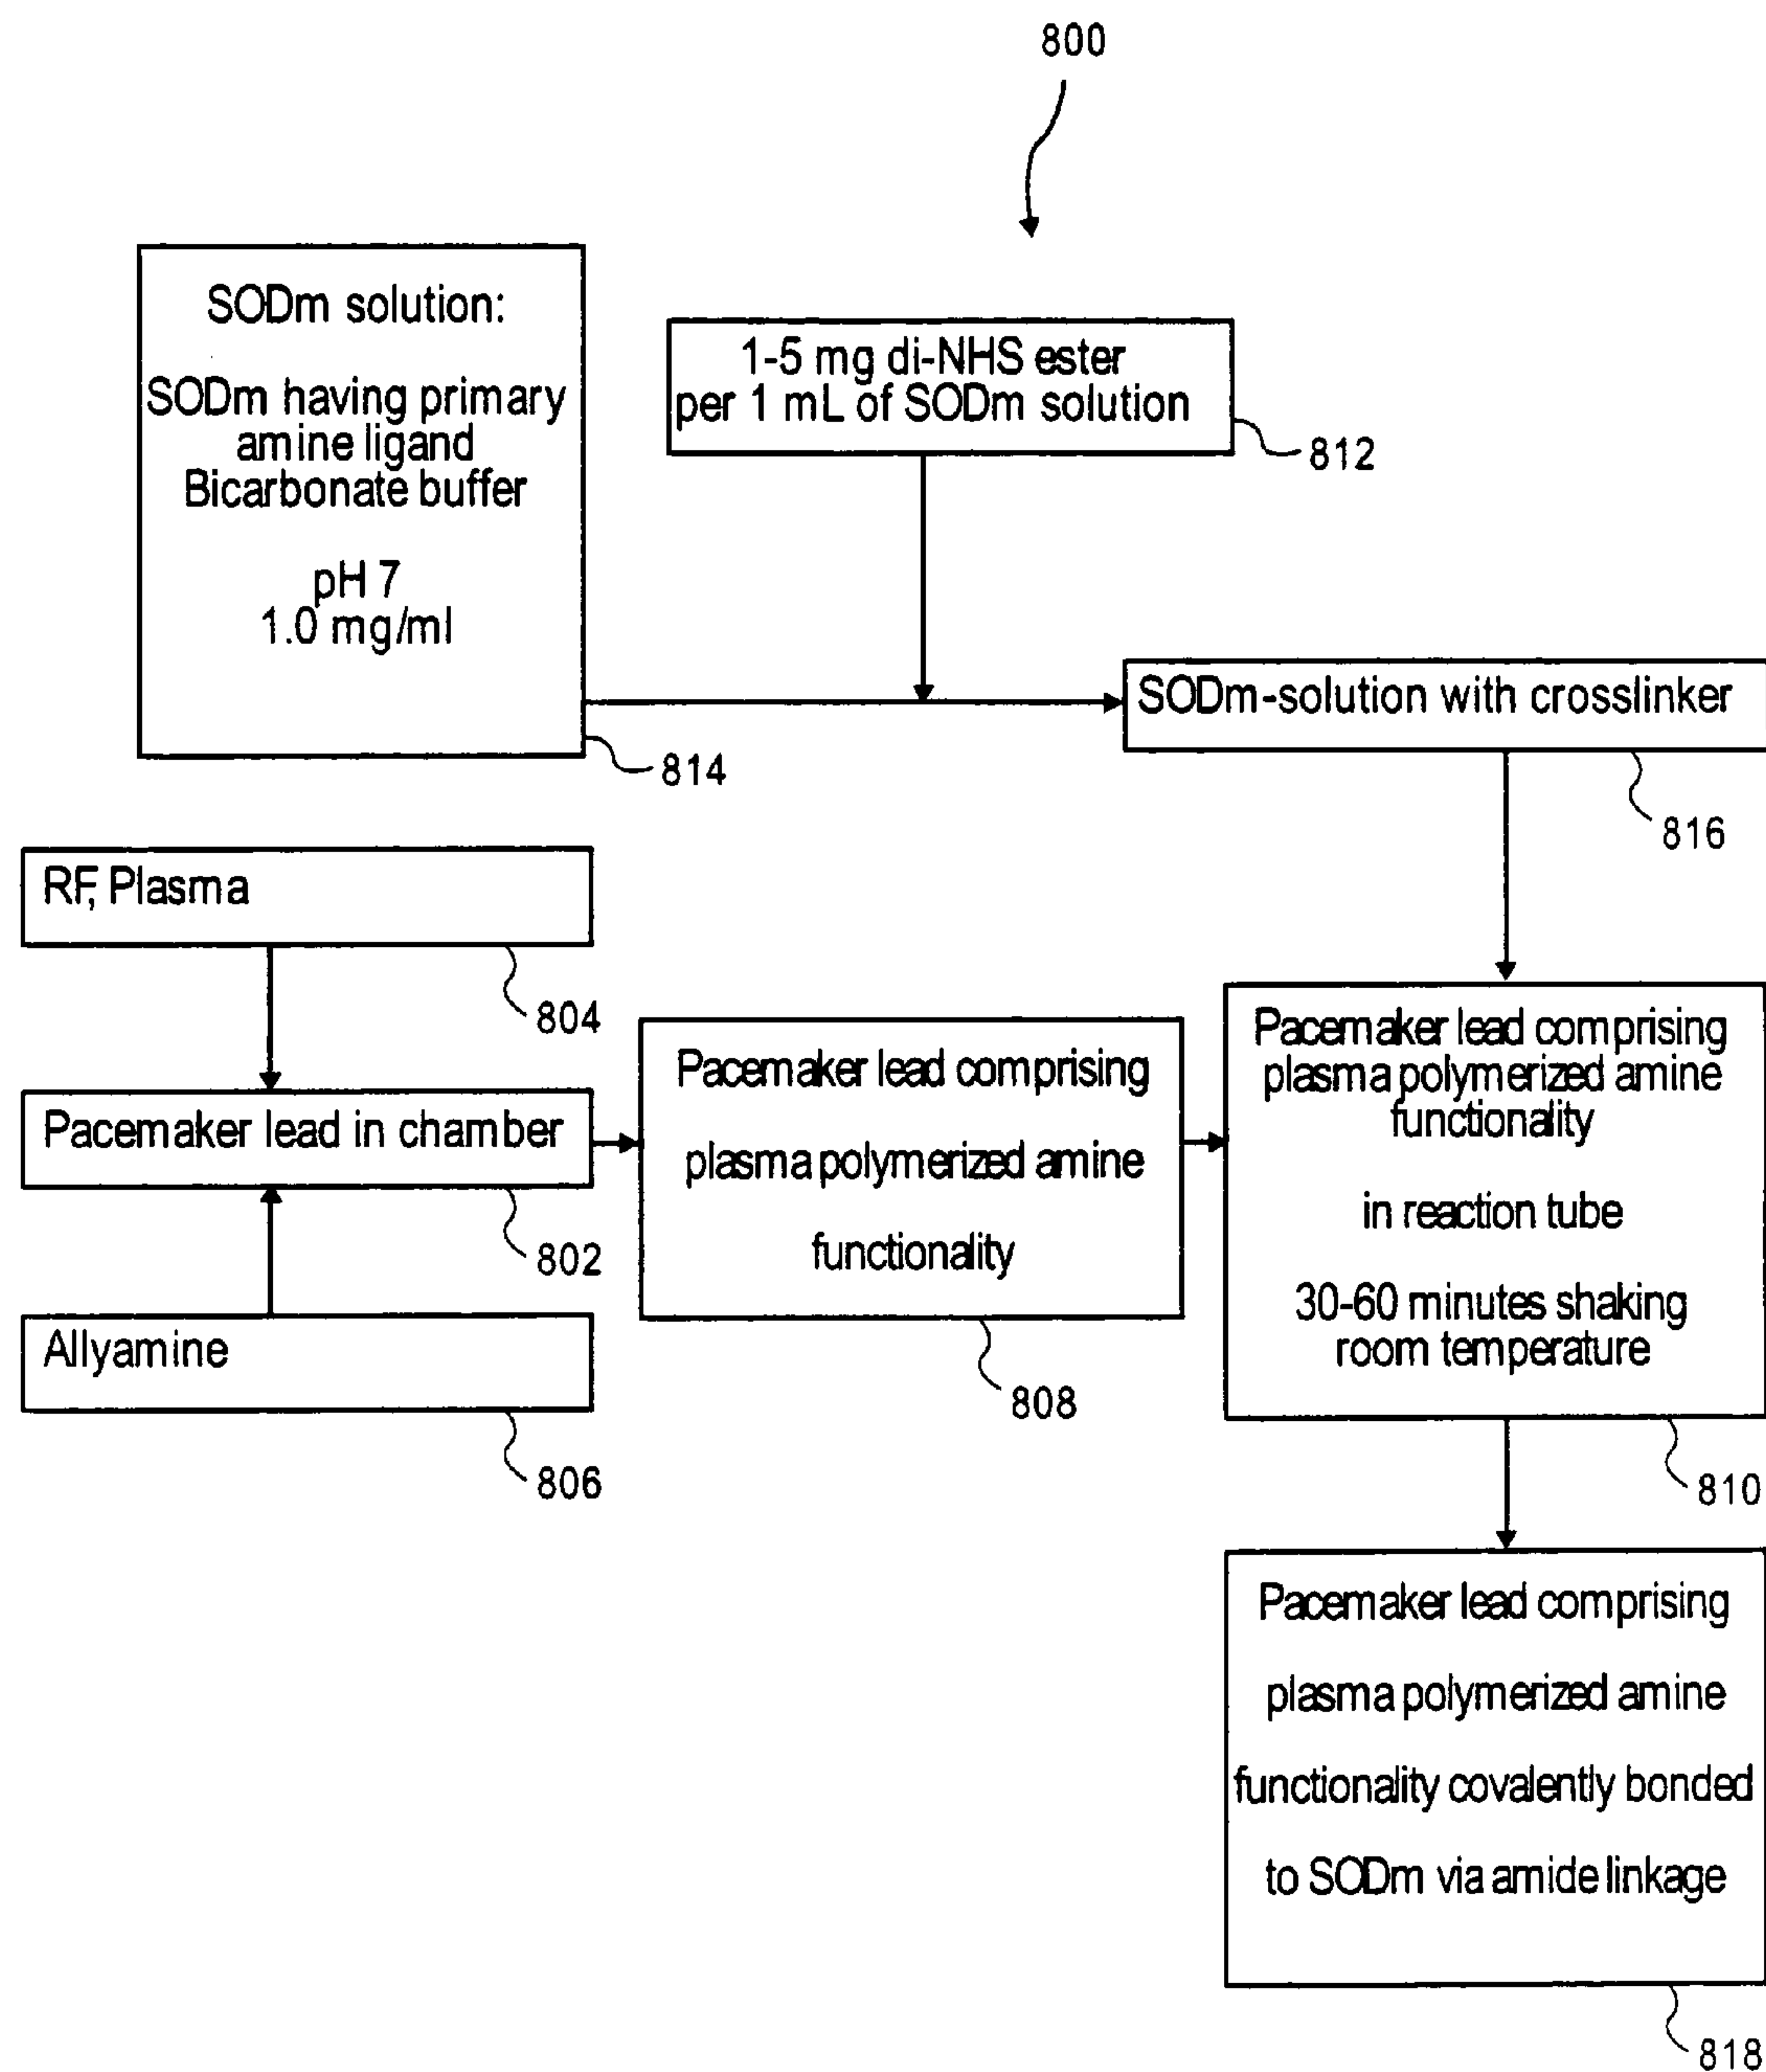 800
SODm solution:
SODm having primary
amine ligand
Bicarbonate buffer
pH 7
1.0 mg/ml
814
1-5 mg di-NHS ester
per 1 mL of SODm solution
812
SODm-solution with crosslinker
816
RF, Plasma
804
Pacemaker lead in chamber
802
Allyamine
806
Pacemaker lead comprising
plasma polymerized amine
functionality
808
Pacemaker lead comprising
plasma polymerized amine
functionality
in reaction tube
30-60 minutes shaking
room temperature
810
Pacemaker lead comprising
plasma polymerized amine
functionality covalently bonded
to SODm via amide linkage
818